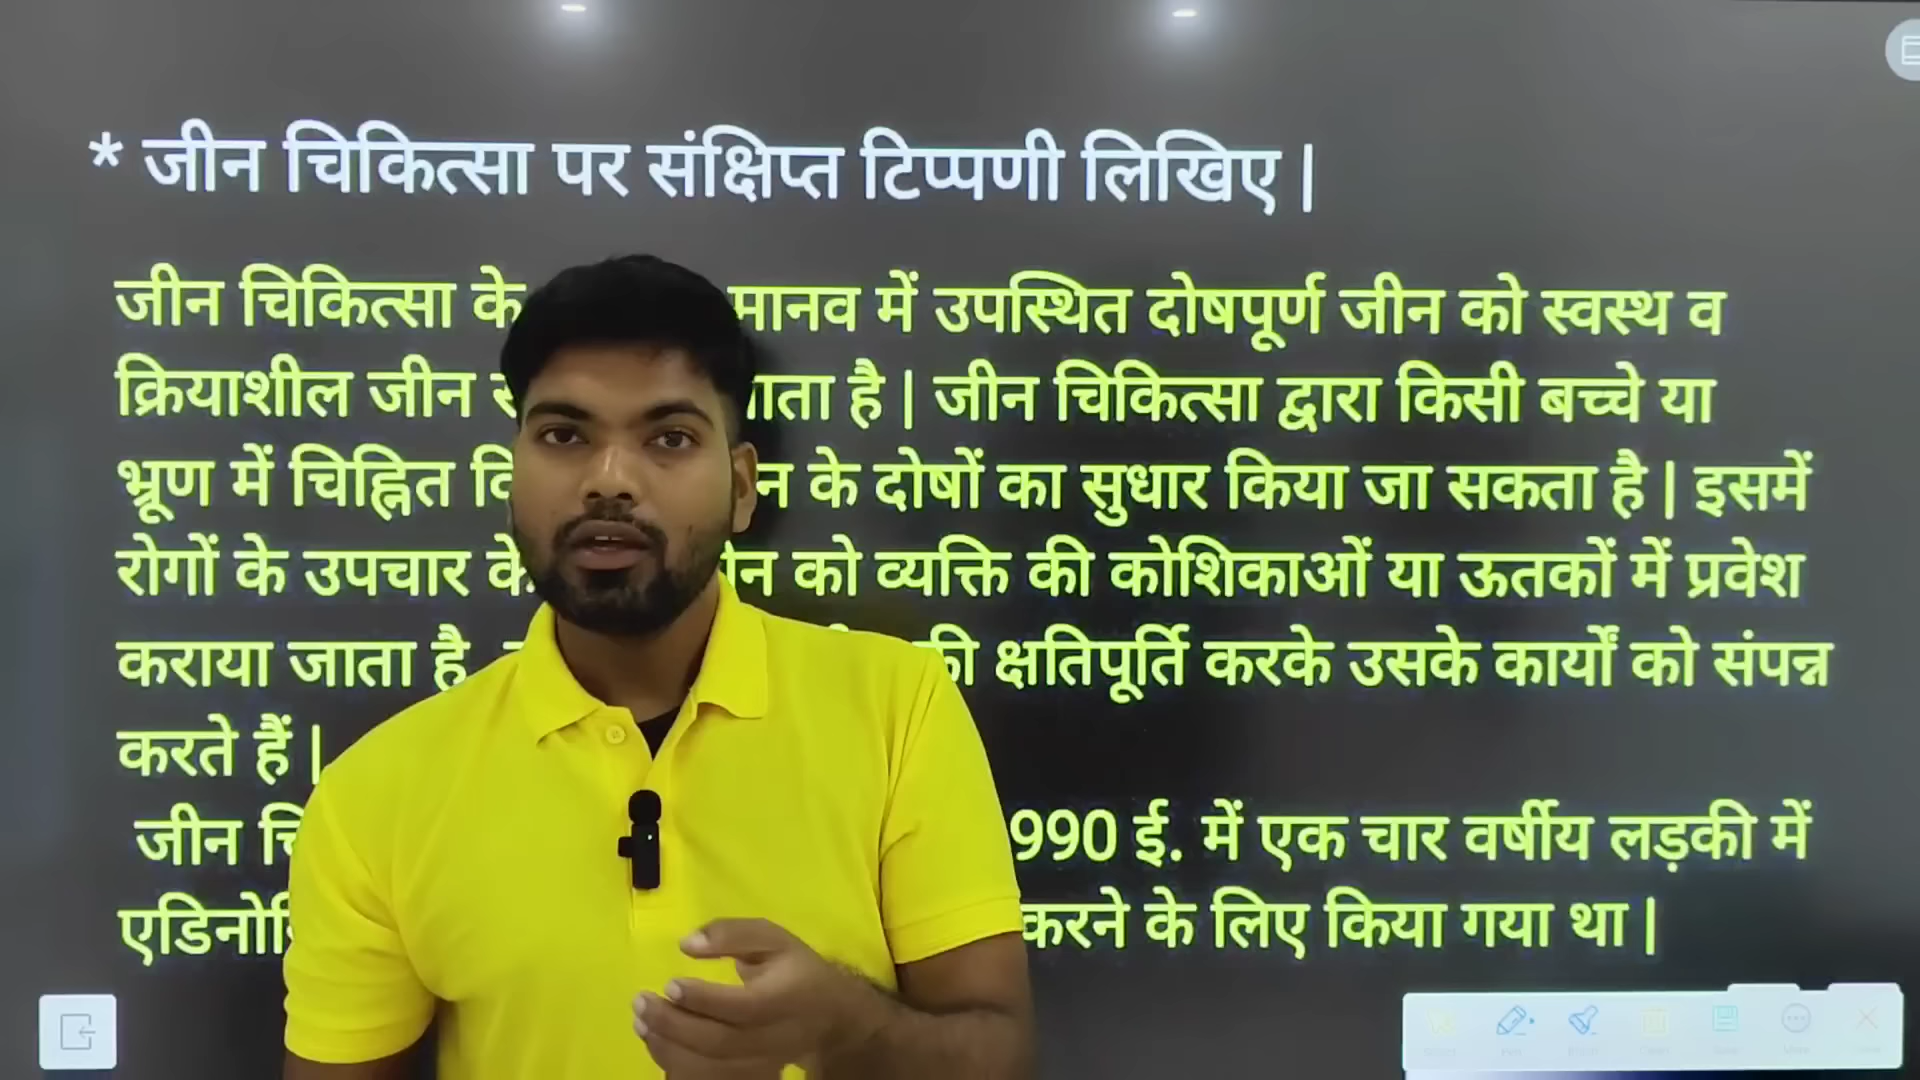 * जीन चिकित्सा पर संक्षिप्त टिप्पणी लिखिए |
जीन चिकित्सा के मानव में उपस्थित दोषपूर्ण जीन को स्वस्थ व
क्रियाशील जीन है | जीन चिकित्सा द्वारा किसी बच्चे या
भ्रूण में चिह्नित के दोषों का सुधार किया जा सकता है | इसमें
रोगों के उपचार के को व्यक्ति की कोशिकाओं या ऊतकों में प्रवेश
कराया जाता है की क्षतिपूर्ति करके उसके कार्यों को संपन्न
करते हैं |
जीन 990 ई. में एक चार वर्षीय लड़की में
करने के लिए किया गया था |